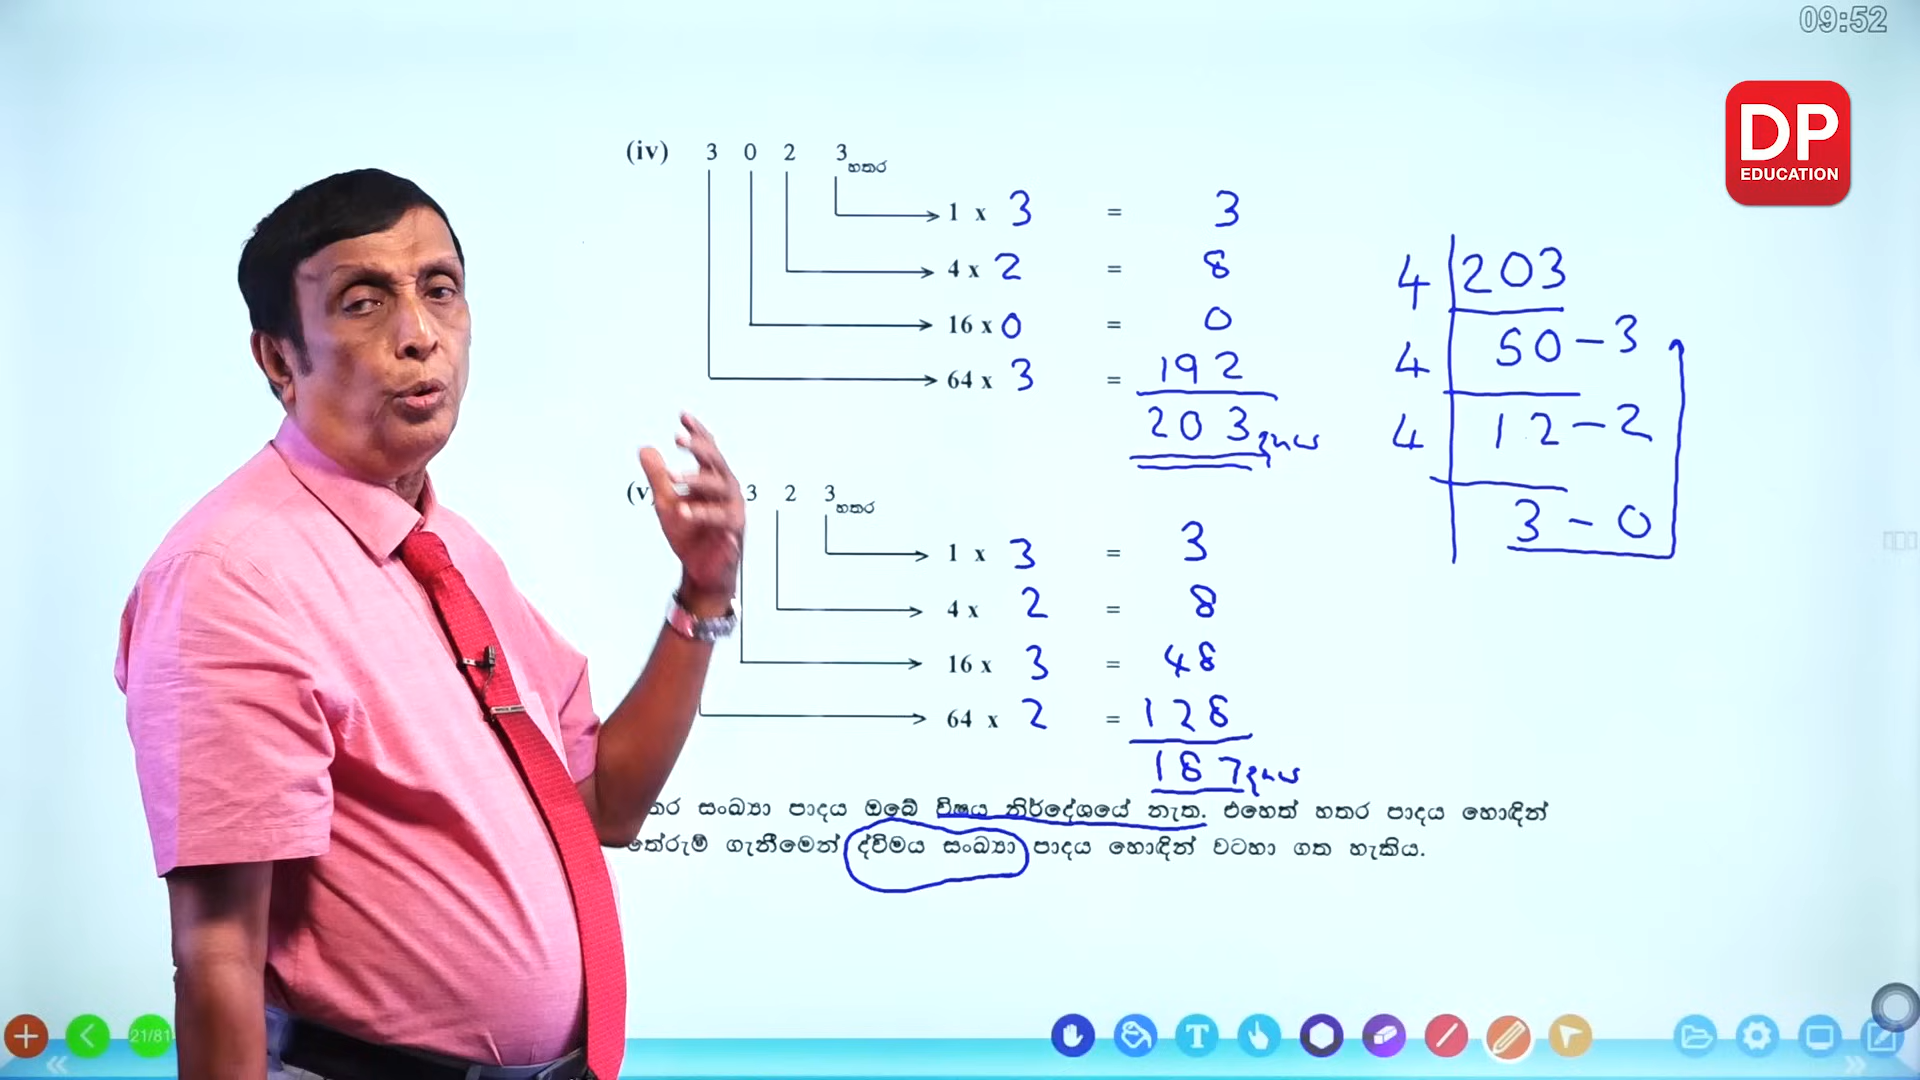 09:52
DP
EDUCATION
(iv) 3 0 2 3හතර
1 x 3 = 3
4 x 2 = 8
16 x 0 = 0
64 x 3 = 192
203දහය
4 203
4 50 - 3
4 12 - 2
3 - 0
(v) 3 2 3හතර
1 x 3 = 3
4 x 2 = 8
16 x 3 = 48
64 x 2 = 128
187දහය
සංඛ්‍යා පාදය ඔබේ විෂය නිර්දේශයේ නැත. එහෙත් හතර පාදය හොඳින්
තේරුම් ගැනීමෙන් ද්විමය සංඛ්‍යා පාදය හොඳින් වටහා ගත හැකිය.
21/81